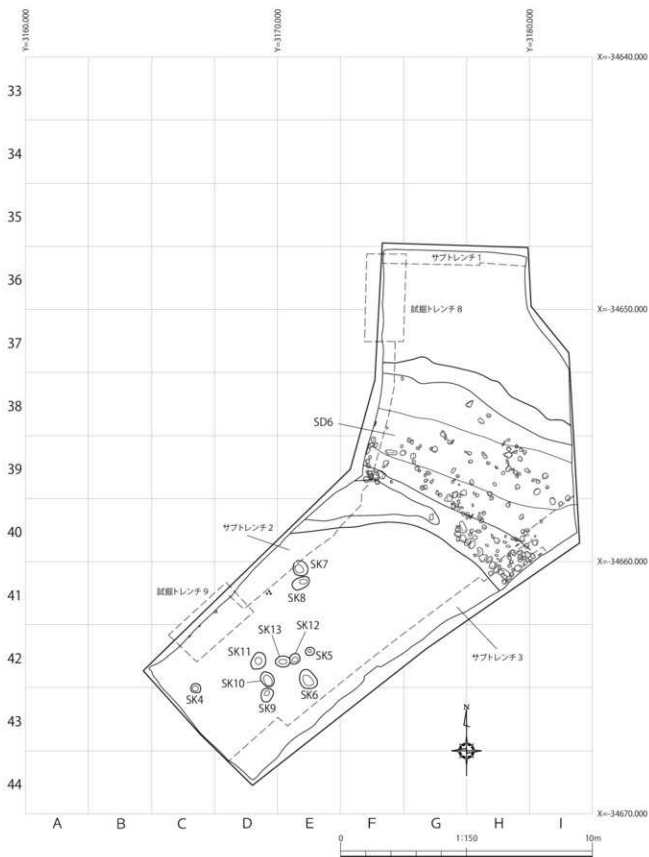 Y=3160.000
Y=3170.000
Y=3180.000
X=-34640.000
33
34
35
サブトレンチ1
36
試掘トレンチ8
X=-34650.000
37
38
SD6
39
サブトレンチ2
40
X=-34660.000
SK7
試掘トレンチ9
41
SK8
SK13
SK12
SK11
SK5
サブトレンチ3
42
SK10
SK4
SK6
SK9
43
N
44
X=-34670.000
A B C D E F G H I
0 1:150 10m